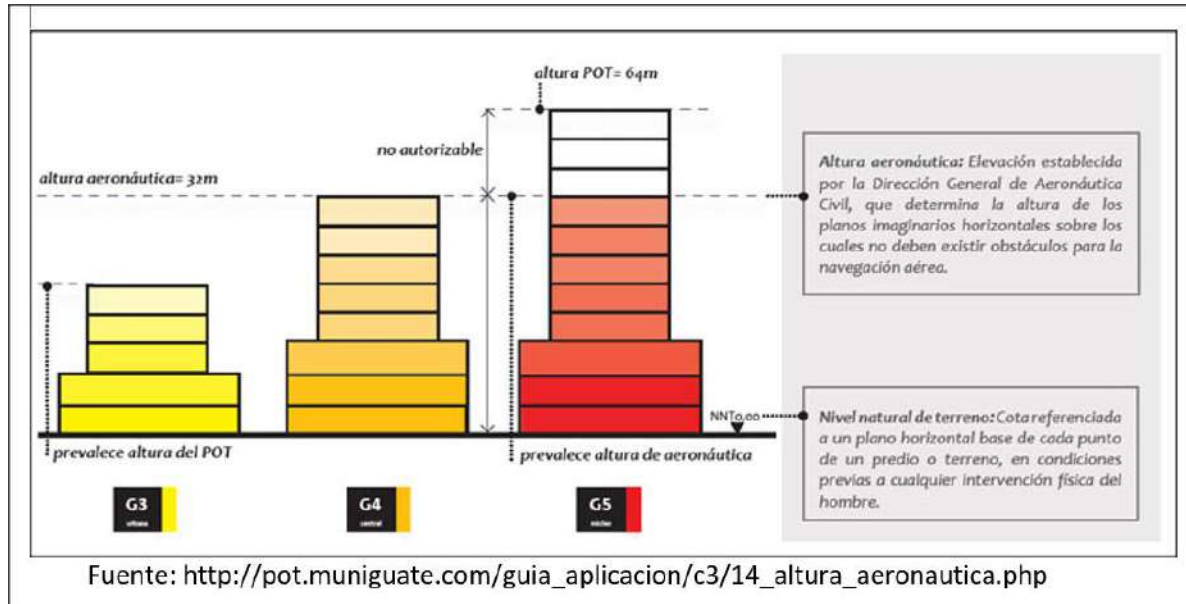 altura POT= 64m
no autorizable
altura aeronáutica= 32m
Altura aeronáutica: Elevación establecida
por la Dirección General de Aeronáutica
Civil, que determina la altura de los
planos imaginarios horizontales sobre los
cuales no deben existir obstáculos para la
navegación aérea.
NNT0.00
Nivel natural de terreno: Cota referenciada
a un plano horizontal base de cada punto
de un predio o terreno, en condiciones
previas a cualquier intervención física del
hombre.
prevalece altura del POT
prevalece altura de aeronáutica
G3
urbana
G4
central
G5
núcleo
Fuente: http://pot.muniguate.com/guia_aplicacion/c3/14_altura_aeronautica.php